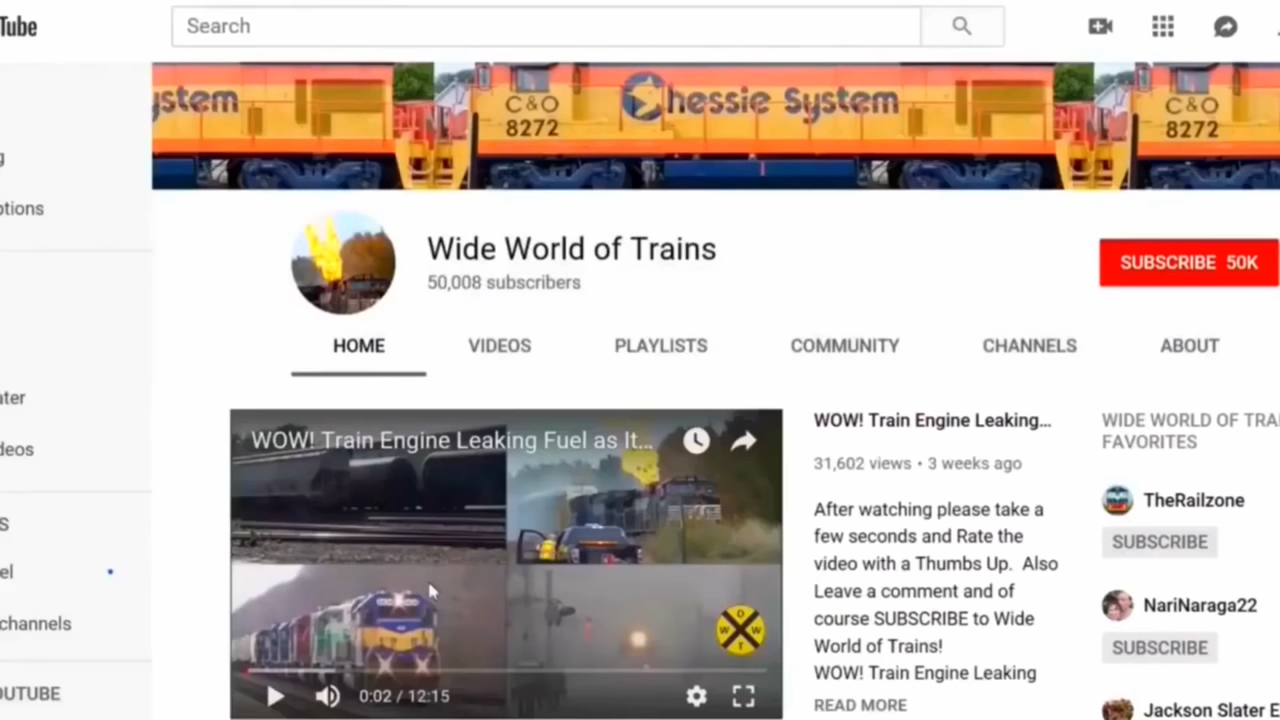 Tube
Search
ystem
C&O
8272
Chessie System
C&O
8272
g
ptions
Wide World of Trains
50,008 subscribers
SUBSCRIBE 50K
HOME
VIDEOS
PLAYLISTS
COMMUNITY
CHANNELS
ABOUT
ater
deos
S
el
channels
OUTUBE
WOW! Train Engine Leaking Fuel as It...
O
W W
T
0:02 / 12:15
WOW! Train Engine Leaking...
31,602 views • 3 weeks ago
After watching please take a
few seconds and Rate the
video with a Thumbs Up. Also
Leave a comment and of
course SUBSCRIBE to Wide
World of Trains!
WOW! Train Engine Leaking
READ MORE
WIDE WORLD OF TRAI
FAVORITES
TheRailzone
SUBSCRIBE
NariNaraga22
SUBSCRIBE
Jackson Slater E